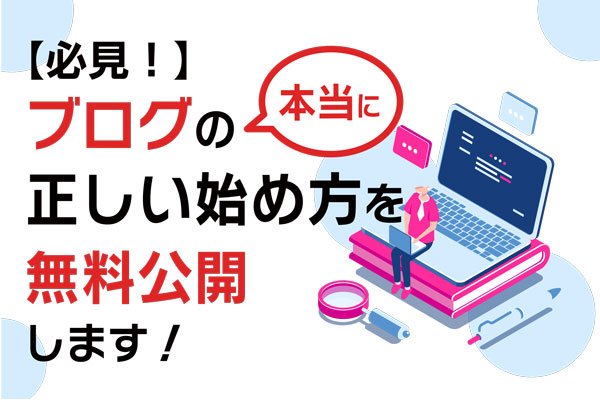 【必見！】
ブログの
本当に
正しい始め方を
無料公開
します！